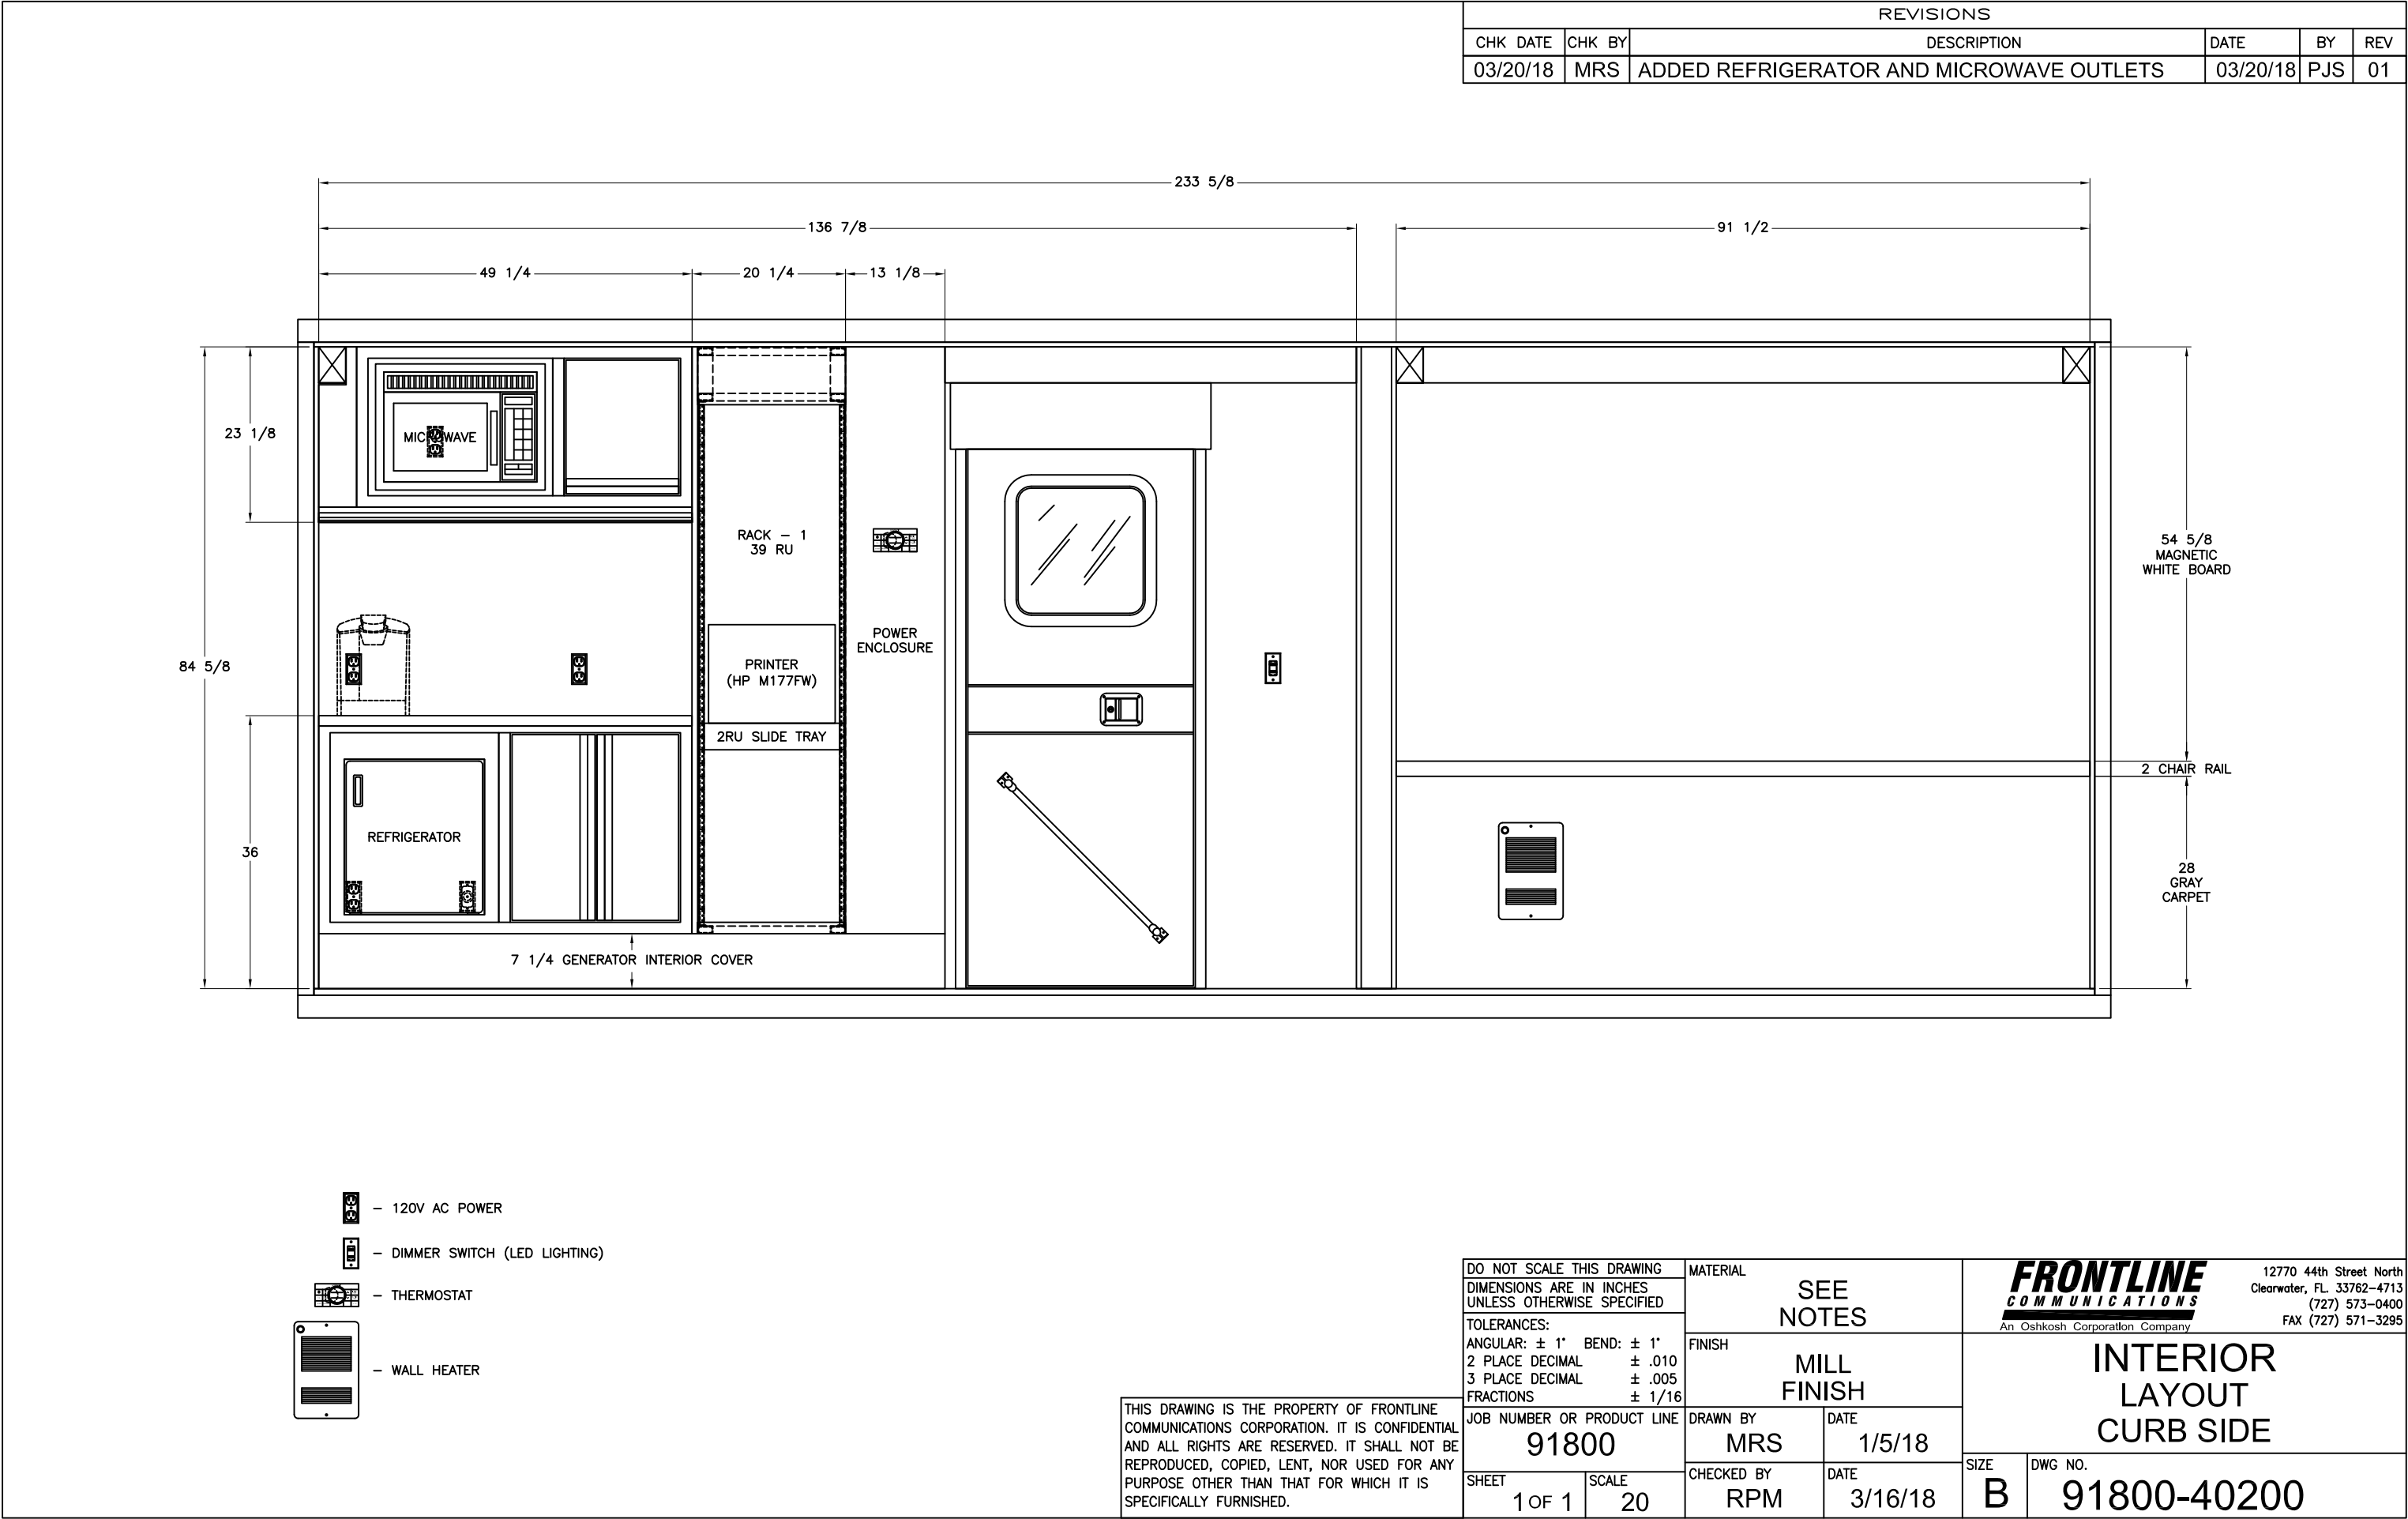 REVISIONS
CHK DATE CHK BY DESCRIPTION DATE BY REV
03/20/18 MRS ADDED REFRIGERATOR AND MICROWAVE OUTLETS 03/20/18 PJS 01
233 5/8
136 7/8
91 1/2
49 1/4
20 1/4
13 1/8
23 1/8
84 5/8
36
MICROWAVE
RACK – 1
39 RU
POWER
ENCLOSURE
PRINTER
(HP M177FW)
2RU SLIDE TRAY
REFRIGERATOR
7 1/4 GENERATOR INTERIOR COVER
54 5/8
MAGNETIC
WHITE BOARD
2 CHAIR RAIL
28
GRAY
CARPET
– 120V AC POWER
– DIMMER SWITCH (LED LIGHTING)
– THERMOSTAT
– WALL HEATER
THIS DRAWING IS THE PROPERTY OF FRONTLINE
COMMUNICATIONS CORPORATION. IT IS CONFIDENTIAL
AND ALL RIGHTS ARE RESERVED. IT SHALL NOT BE
REPRODUCED, COPIED, LENT, NOR USED FOR ANY
PURPOSE OTHER THAN THAT FOR WHICH IT IS
SPECIFICALLY FURNISHED.
DO NOT SCALE THIS DRAWING
DIMENSIONS ARE IN INCHES
UNLESS OTHERWISE SPECIFIED
TOLERANCES:
ANGULAR: ± 1° BEND: ± 1°
2 PLACE DECIMAL ± .010
3 PLACE DECIMAL ± .005
FRACTIONS ± 1/16
JOB NUMBER OR PRODUCT LINE
91800
SHEET
1 OF 1
SCALE
20
MATERIAL
SEE
NOTES
FINISH
MILL
FINISH
DRAWN BY
MRS
DATE
1/5/18
CHECKED BY
RPM
DATE
3/16/18
FRONTLINE
COMMUNICATIONS
An Oshkosh Corporation Company
12770 44th Street North
Clearwater, FL. 33762–4713
(727) 573–0400
FAX (727) 571–3295
INTERIOR
LAYOUT
CURB SIDE
SIZE
B
DWG NO.
91800-40200